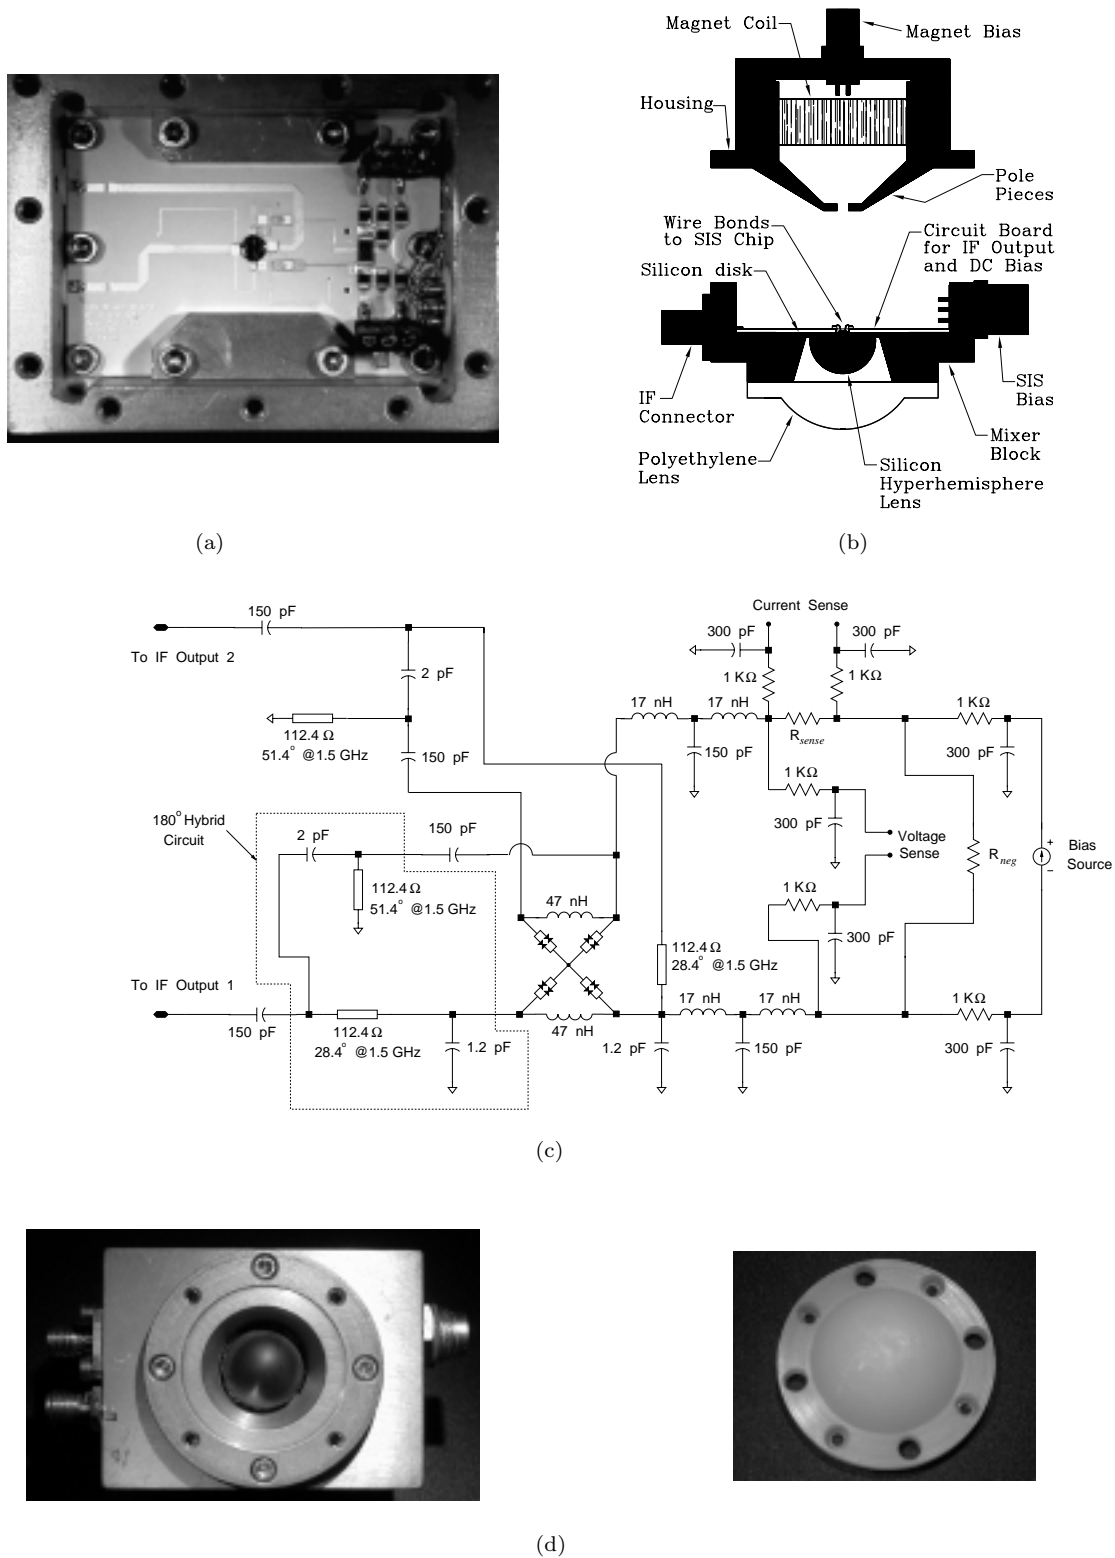 Magnet Coil
Magnet Bias
Housing
Pole
Pieces
Wire Bonds
to SIS Chip
Circuit Board
for IF Output
and DC Bias
Silicon disk
IF
Connector
SIS
Bias
Mixer
Block
Polyethylene
Lens
Silicon
Hyperhemisphere
Lens
(a)
(b)
150 pF
To IF Output 2
2 pF
112.4 Ω
51.4° @1.5 GHz
150 pF
180° Hybrid
Circuit
2 pF
150 pF
112.4 Ω
51.4° @1.5 GHz
To IF Output 1
150 pF
112.4 Ω
28.4° @1.5 GHz
1.2 pF
47 nH
47 nH
1.2 pF
112.4 Ω
28.4° @1.5 GHz
17 nH
17 nH
150 pF
Current Sense
300 pF
300 pF
1 KΩ
1 KΩ
17 nH
17 nH
150 pF
Rsense
1 KΩ
300 pF
1 KΩ
300 pF
Voltage
Sense
1 KΩ
300 pF
Rneg
+
−
Bias
Source
1 KΩ
300 pF
(c)
(d)